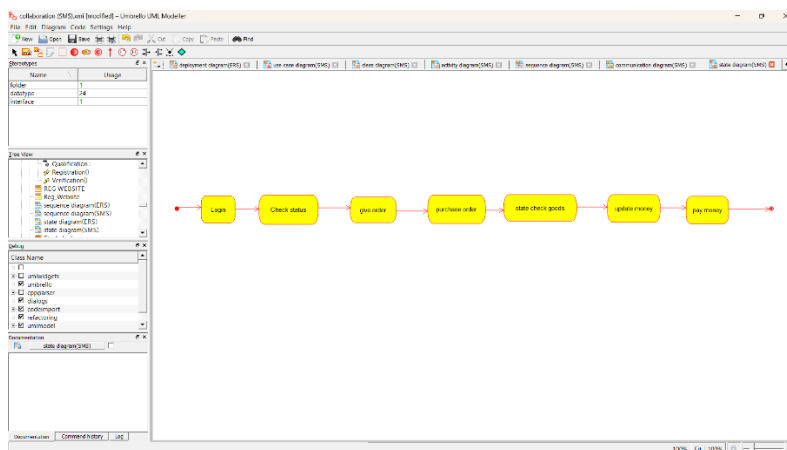 collaboration (SMS).xmi [modified] – Umbrello UML Modeller
File Edit Diagram Code Settings Help
New Open Save Cut Copy Paste Find
Stereotypes
Name Usage
folder 1
datatype 24
interface 1
Tree View
Qualification :
Registration()
Verification()
REG WEBSITE
Reg_Website
sequence diagram(ERS)
sequence diagram(SMS)
state diagram(ERS)
state diagram(SMS)
Debug
Class Name
umlwidgets
umbrello
cppparser
dialogs
codeimport
refactoring
umlmodel
Documentation
state diagram(SMS)
Documentation Command history Log
deployment diagram(ERS) use case diagram(SMS) class diagram(SMS) activity diagram(SMS) sequence diagram(SMS) communication diagram(SMS) state diagram(SMS)
Login Check status give order purchase order state check goods update money pay money
100% Fit 100%